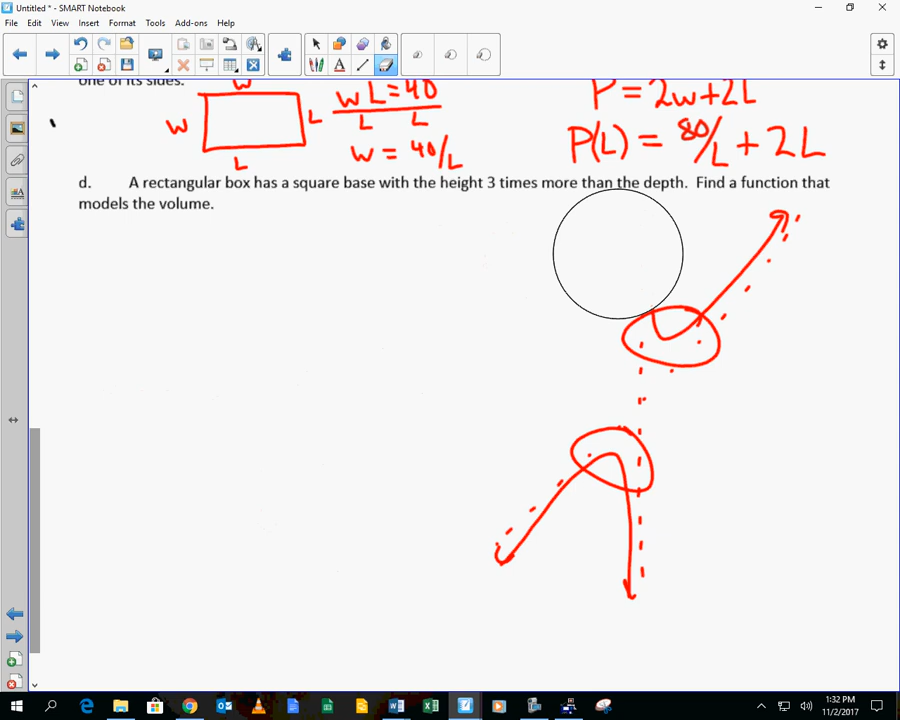 Untitled * - SMART Notebook
File Edit View Insert Format Tools Add-ons Help
one of its sides.
W
W
L
L
WL = 40
L L
W = 40/L
P = 2W+2L
P(L) = 80/L + 2L
d. A rectangular box has a square base with the height 3 times more than the depth. Find a function that
models the volume.
1:32 PM
11/2/2017